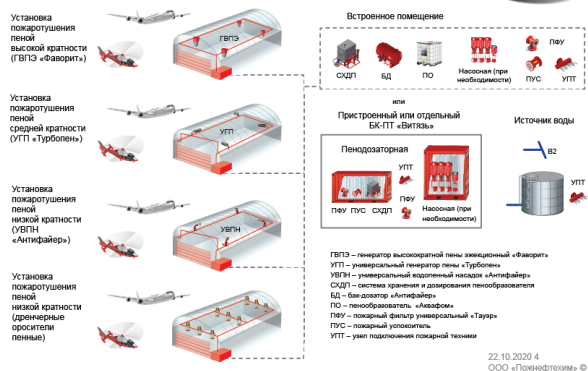 Установка
пожаротушения
пеной
высокой кратности
(ГВПЭ «Фаворит»)
ГВПЭ
Установка
пожаротушения
пеной
средней кратности
(УГП «Турбопен»)
УГП
Установка
пожаротушения
пеной
низкой кратности
(УВПН
«Антифайер»)
УВПН
Установка
пожаротушения
пеной
низкой кратности
(дренчерные
оросители
пенные)
Встроенное помещение
СХДП
БД
ПО
Насосная (при
необходимости)
ПФУ
ПУС
УПТ
или
Пристроенный или отдельный
БК-ПТ «Витязь»
Пенодозаторная
ПФУ ПУС СХДП
УПТ
ПФУ
Насосная (при
необходимости)
Источник воды
В2
УПТ
ГВПЭ – генератор высокократной пены эжекционный «Фаворит»
УГП – универсальный генератор пены «Турбопен»
УВПН – универсальный водопенный насадок «Антифайер»
СХДП – система хранения и дозирования пенообразователя
БД – бак-дозатор «Антифайер»
ПО – пенообразователь «Аквафом»
ПФУ – пожарный фильтр универсальный «Тауэр»
ПУС – пожарный успокоитель
УПТ – узел подключения пожарной техники
22.10.2020 4
ООО «Пожнефтехим» ©